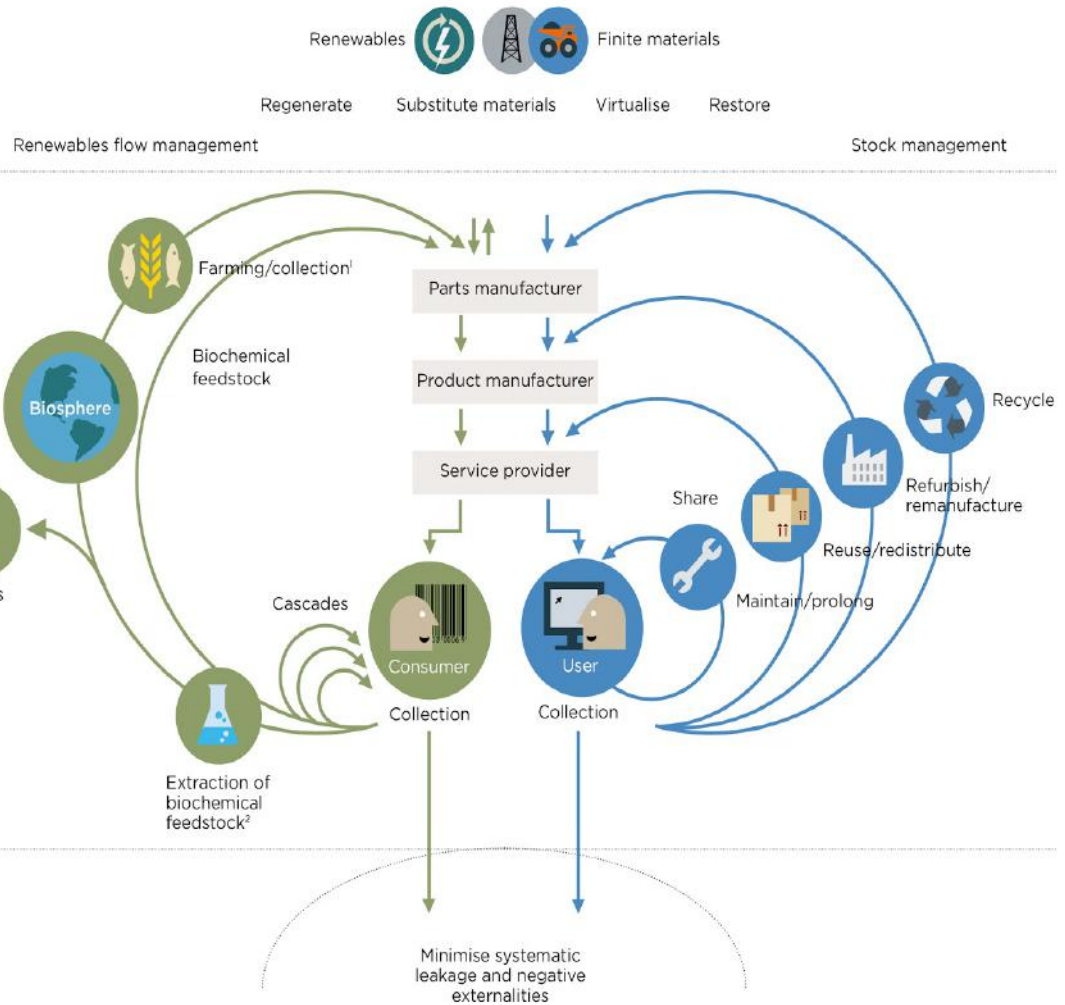 Renewables
Finite materials
Regenerate
Substitute materials
Virtualise
Restore
Renewables flow management
Stock management
Farming/collection¹
Parts manufacturer
Biochemical
feedstock
Product manufacturer
Biosphere
Recycle
Service provider
Share
Refurbish/
remanufacture
Reuse/redistribute
s
Cascades
Maintain/prolong
Consumer
User
Collection
Collection
Extraction of
biochemical
feedstock²
Minimise systematic
leakage and negative
externalities